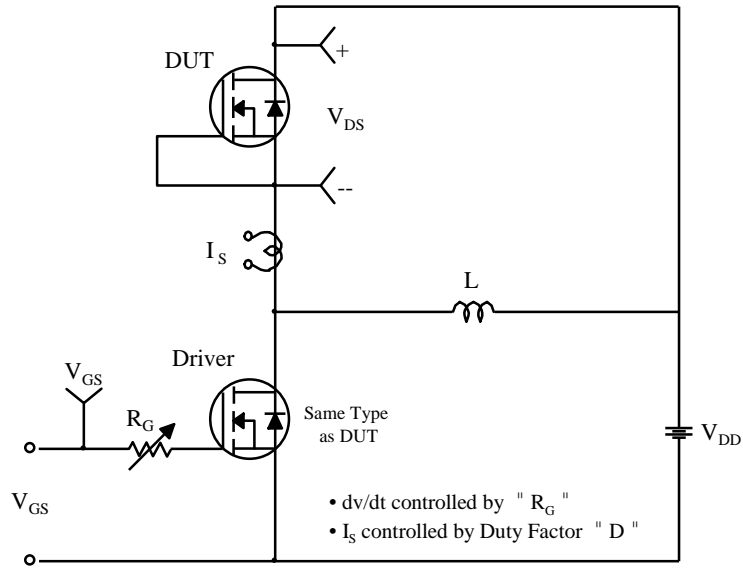 DUT
+
V_DS
--
I_S
L
Driver
V_GS
R_G
Same Type
as DUT
V_DD
V_GS
• dv/dt controlled by " R_G "
• I_S controlled by Duty Factor " D "